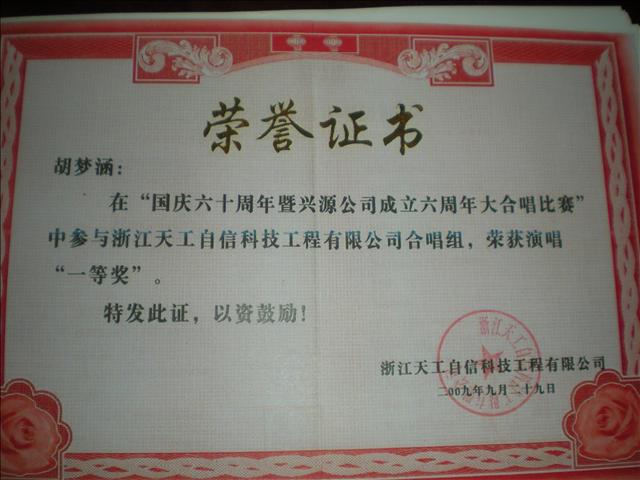 荣誉证书
胡梦涵：
在“国庆六十周年暨兴源公司成立六周年大合唱比赛”
中参与浙江天工自信科技工程有限公司合唱组，荣获演唱
“一等奖”。
特发此证，以资鼓励！
浙江天工自信科技工程有限公司
二00九年九月二十九日